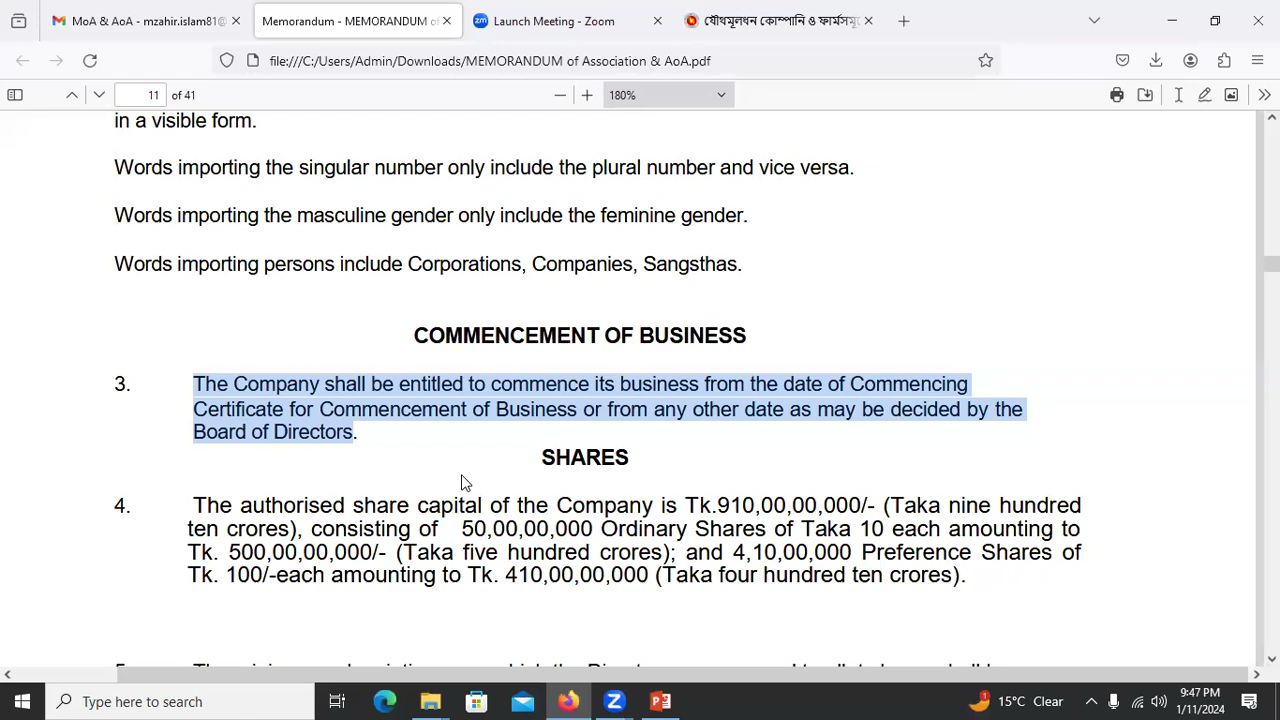 MoA & AoA - mzahir.islam81@
Memorandum - MEMORANDUM of
Launch Meeting - Zoom
যৌথমূলধন কোম্পানি ও ফার্মসমূ
file:///C:/Users/Admin/Downloads/MEMORANDUM of Association & AoA.pdf
11 of 41
180%
in a visible form.
Words importing the singular number only include the plural number and vice versa.
Words importing the masculine gender only include the feminine gender.
Words importing persons include Corporations, Companies, Sangsthas.
COMMENCEMENT OF BUSINESS
3. The Company shall be entitled to commence its business from the date of Commencing
Certificate for Commencement of Business or from any other date as may be decided by the
Board of Directors.
SHARES
4. The authorised share capital of the Company is Tk.910,00,00,000/- (Taka nine hundred
ten crores), consisting of 50,00,00,000 Ordinary Shares of Taka 10 each amounting to
Tk. 500,00,00,000/- (Taka five hundred crores); and 4,10,00,000 Preference Shares of
Tk. 100/-each amounting to Tk. 410,00,00,000 (Taka four hundred ten crores).
Type here to search
1
15°C Clear
9:47 PM
1/11/2024